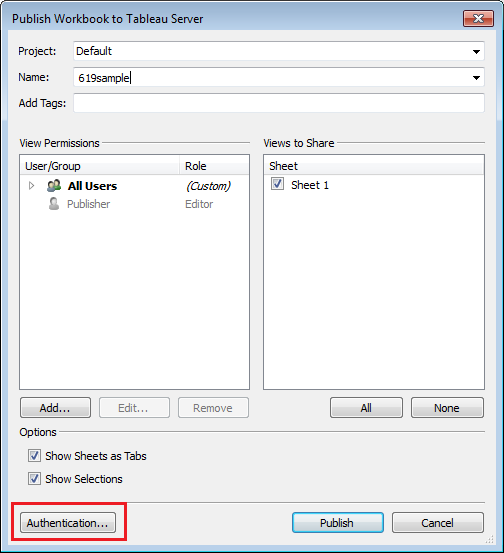 Publish Workbook to Tableau Server
Project: Default
Name: 619sample
Add Tags:
View Permissions Views to Share
User/Group Role Sheet
All Users (Custom) Sheet 1
Publisher Editor
Add... Edit... Remove All None
Options
Show Sheets as Tabs
Show Selections
Authentication... Publish Cancel